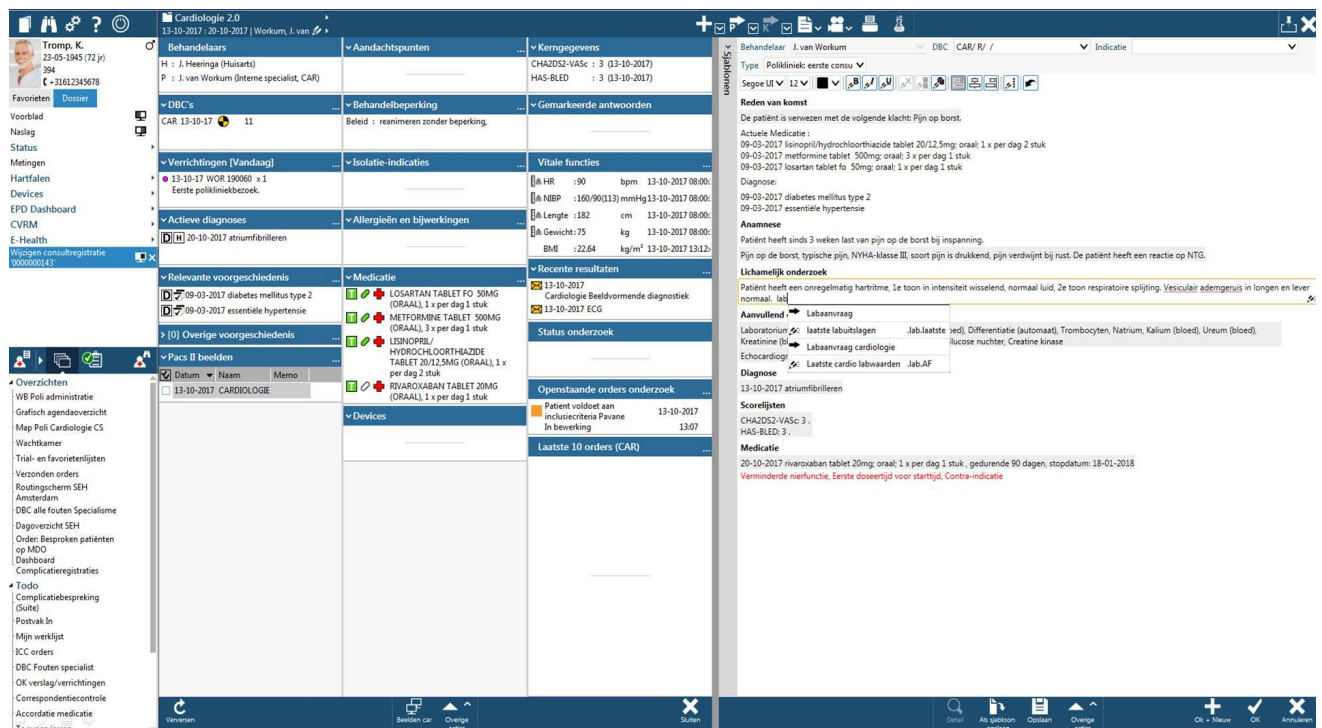 Cardiologie 2.0
13-10-2017 : 20-10-2017 | Workum, J. van
Tromp, K.
23-05-1945 (72 jr)
394
+31612345678
Favorieten Dossier
Voorblad
Naslag
Status
Metingen
Hartfalen
Devices
EPD Dashboard
CVRM
E-Health
Wijzigen consultregistratie
'0000000143'
Overzichten
WB Poli administratie
Grafisch agendaoverzicht
Map Poli Cardiologie CS
Wachtkamer
Trial- en favorietenlijsten
Verzonden orders
Routingscherm SEH
Amsterdam
DBC alle fouten Specialisme
Dagoverzicht SEH
Order: Besproken patiënten
op MDO
Dashboard
Complicatieregistraties
Todo
Complicatiebespreking
(Suite)
Postvak In
Mijn werklijst
ICC orders
DBC Fouten specialist
OK verslag/verrichtingen
Correspondentiecontrole
Accordatie medicatie
Behandelaars
H : J. Heeringa (Huisarts)
P : J. van Workum (Interne specialist, CAR)
DBC's ...
CAR 13-10-17 11
Verrichtingen [Vandaag] ...
13-10-17 WOR 190060 x 1
Eerste polikliniekbezoek.
Actieve diagnoses ...
D H 20-10-2017 atriumfibrilleren
Relevante voorgeschiedenis ...
D 09-03-2017 diabetes mellitus type 2
D 09-03-2017 essentiële hypertensie
[0] Overige voorgeschiedenis ...
Pacs II beelden ...
Datum Naam Memo
13-10-2017 CARDIOLOGIE
Aandachtspunten ...
Behandelbeperking ...
Beleid : reanimeren zonder beperking,
Isolatie-indicaties ...
Allergieën en bijwerkingen ...
Medicatie ...
LOSARTAN TABLET FO 50MG
(ORAAL), 1 x per dag 1 stuk
METFORMINE TABLET 500MG
(ORAAL), 3 x per dag 1 stuk
LISINOPRIL/
HYDROCHLOORTHIAZIDE
TABLET 20/12,5MG (ORAAL), 1 x
per dag 2 stuk
RIVAROXABAN TABLET 20MG
(ORAAL), 1 x per dag 1 stuk
Devices
Kerngegevens ...
CHA2DS2-VASc : 3 (13-10-2017)
HAS-BLED : 3 (13-10-2017)
Gemarkeerde antwoorden
Vitale functies ...
HR :90 bpm 13-10-2017 08:00:
NIBP :160/90(113) mmHg13-10-2017 08:00:
Lengte :182 cm 13-10-2017 08:00:
Gewicht :75 kg 13-10-2017 08:00:
BMI :22.64 kg/m² 13-10-2017 13:12
Recente resultaten ...
13-10-2017
Cardiologie Beeldvormende diagnostiek
13-10-2017 ECG
Status onderzoek
Openstaande orders onderzoek ...
Patient voldoet aan 13-10-2017
inclusiecriteria Pavane
In bewerking 13:07
Laatste 10 orders (CAR) ...
Sjablonen
Behandelaar J. van Workum DBC CAR/ R/ / Indicatie
Type Polikliniek: eerste consu
Segoe UI 12 B I U
Reden van komst
De patiënt is verwezen met de volgende klacht: Pijn op borst.
Actuele Medicatie :
09-03-2017 lisinopril/hydrochloorthiazide tablet 20/12,5mg; oraal; 1 x per dag 2 stuk
09-03-2017 metformine tablet 500mg; oraal; 3 x per dag 1 stuk
09-03-2017 losartan tablet fo 50mg; oraal; 1 x per dag 1 stuk
Diagnose:
09-03-2017 diabetes mellitus type 2
09-03-2017 essentiële hypertensie
Anamnese
Patiënt heeft sinds 3 weken last van pijn op de borst bij inspanning.
Pijn op de borst, typische pijn, NYHA-klasse III, soort pijn is drukkend, pijn verdwijnt bij rust. De patiënt heeft een reactie op NTG.
Lichamelijk onderzoek
Patiënt heeft een onregelmatig hartritme, 1e toon in intensiteit wisselend, normaal luid, 2e toon respiratoire splijting. Vesiculair ademgeruis in longen en lever
normaal. lab
Labaanvraag
laatste labuitslagen .lab.laatste
Labaanvraag cardiologie
Laatste cardio labwaarden .lab.AF
Aanvullend
Laboratorium oed), Differentiatie (automaat), Trombocyten, Natrium, Kalium (bloed), Ureum (bloed),
Kreatinine (bl lucose nuchter, Creatine kinase
Echocardiogr
Diagnose
13-10-2017 atriumfibrilleren
Scorelijsten
CHA2DS2-VASc: 3 .
HAS-BLED: 3 .
Medicatie
20-10-2017 rivaroxaban tablet 20mg; oraal; 1 x per dag 1 stuk , gedurende 90 dagen, stopdatum: 18-01-2018
Verminderde nierfunctie, Eerste doseertijd voor starttijd, Contra-indicatie
Verversen
Beelden car
Overige
Sluiten
Detail
Als sjabloon
Opslaan
Overige
Ok + Nieuw
OK
Annuleren